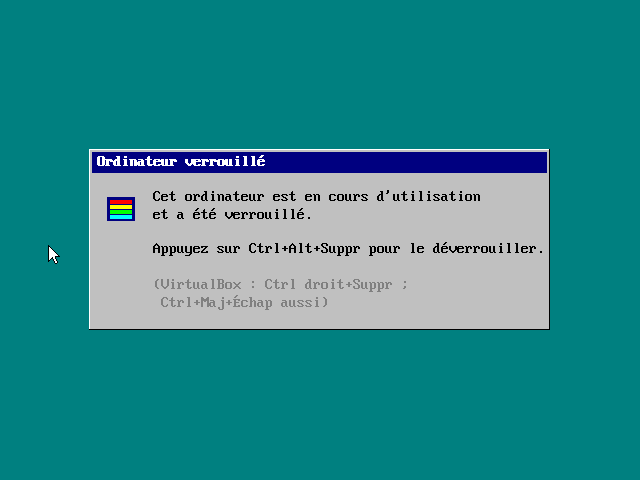 Ordinateur verrouillé
Cet ordinateur est en cours d'utilisation
et a été verrouillé.
Appuyez sur Ctrl+Alt+Suppr pour le déverrouiller.
(VirtualBox : Ctrl droit+Suppr ;
Ctrl+Maj+Échap aussi)